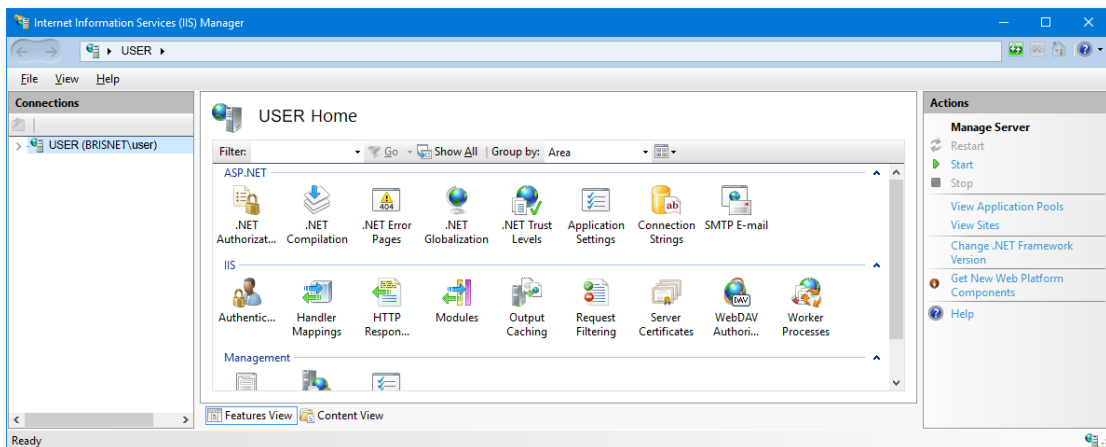 Internet Information Services (IIS) Manager
USER
File View Help
Connections
USER (BRISNET\user)
USER Home
Filter: Go Show All Group by: Area
ASP.NET
.NET Authorizat...
.NET Compilation
404
.NET Error Pages
.NET Globalization
.NET Trust Levels
Application Settings
ab
Connection Strings
SMTP E-mail
IIS
Authentic...
Handler Mappings
HTTP Respon...
Modules
Output Caching
Request Filtering
Server Certificates
DAV
WebDAV Authori...
Worker Processes
Management
Features View Content View
Actions
Manage Server
Restart
Start
Stop
View Application Pools
View Sites
Change .NET Framework
Version
Get New Web Platform
Components
Help
Ready